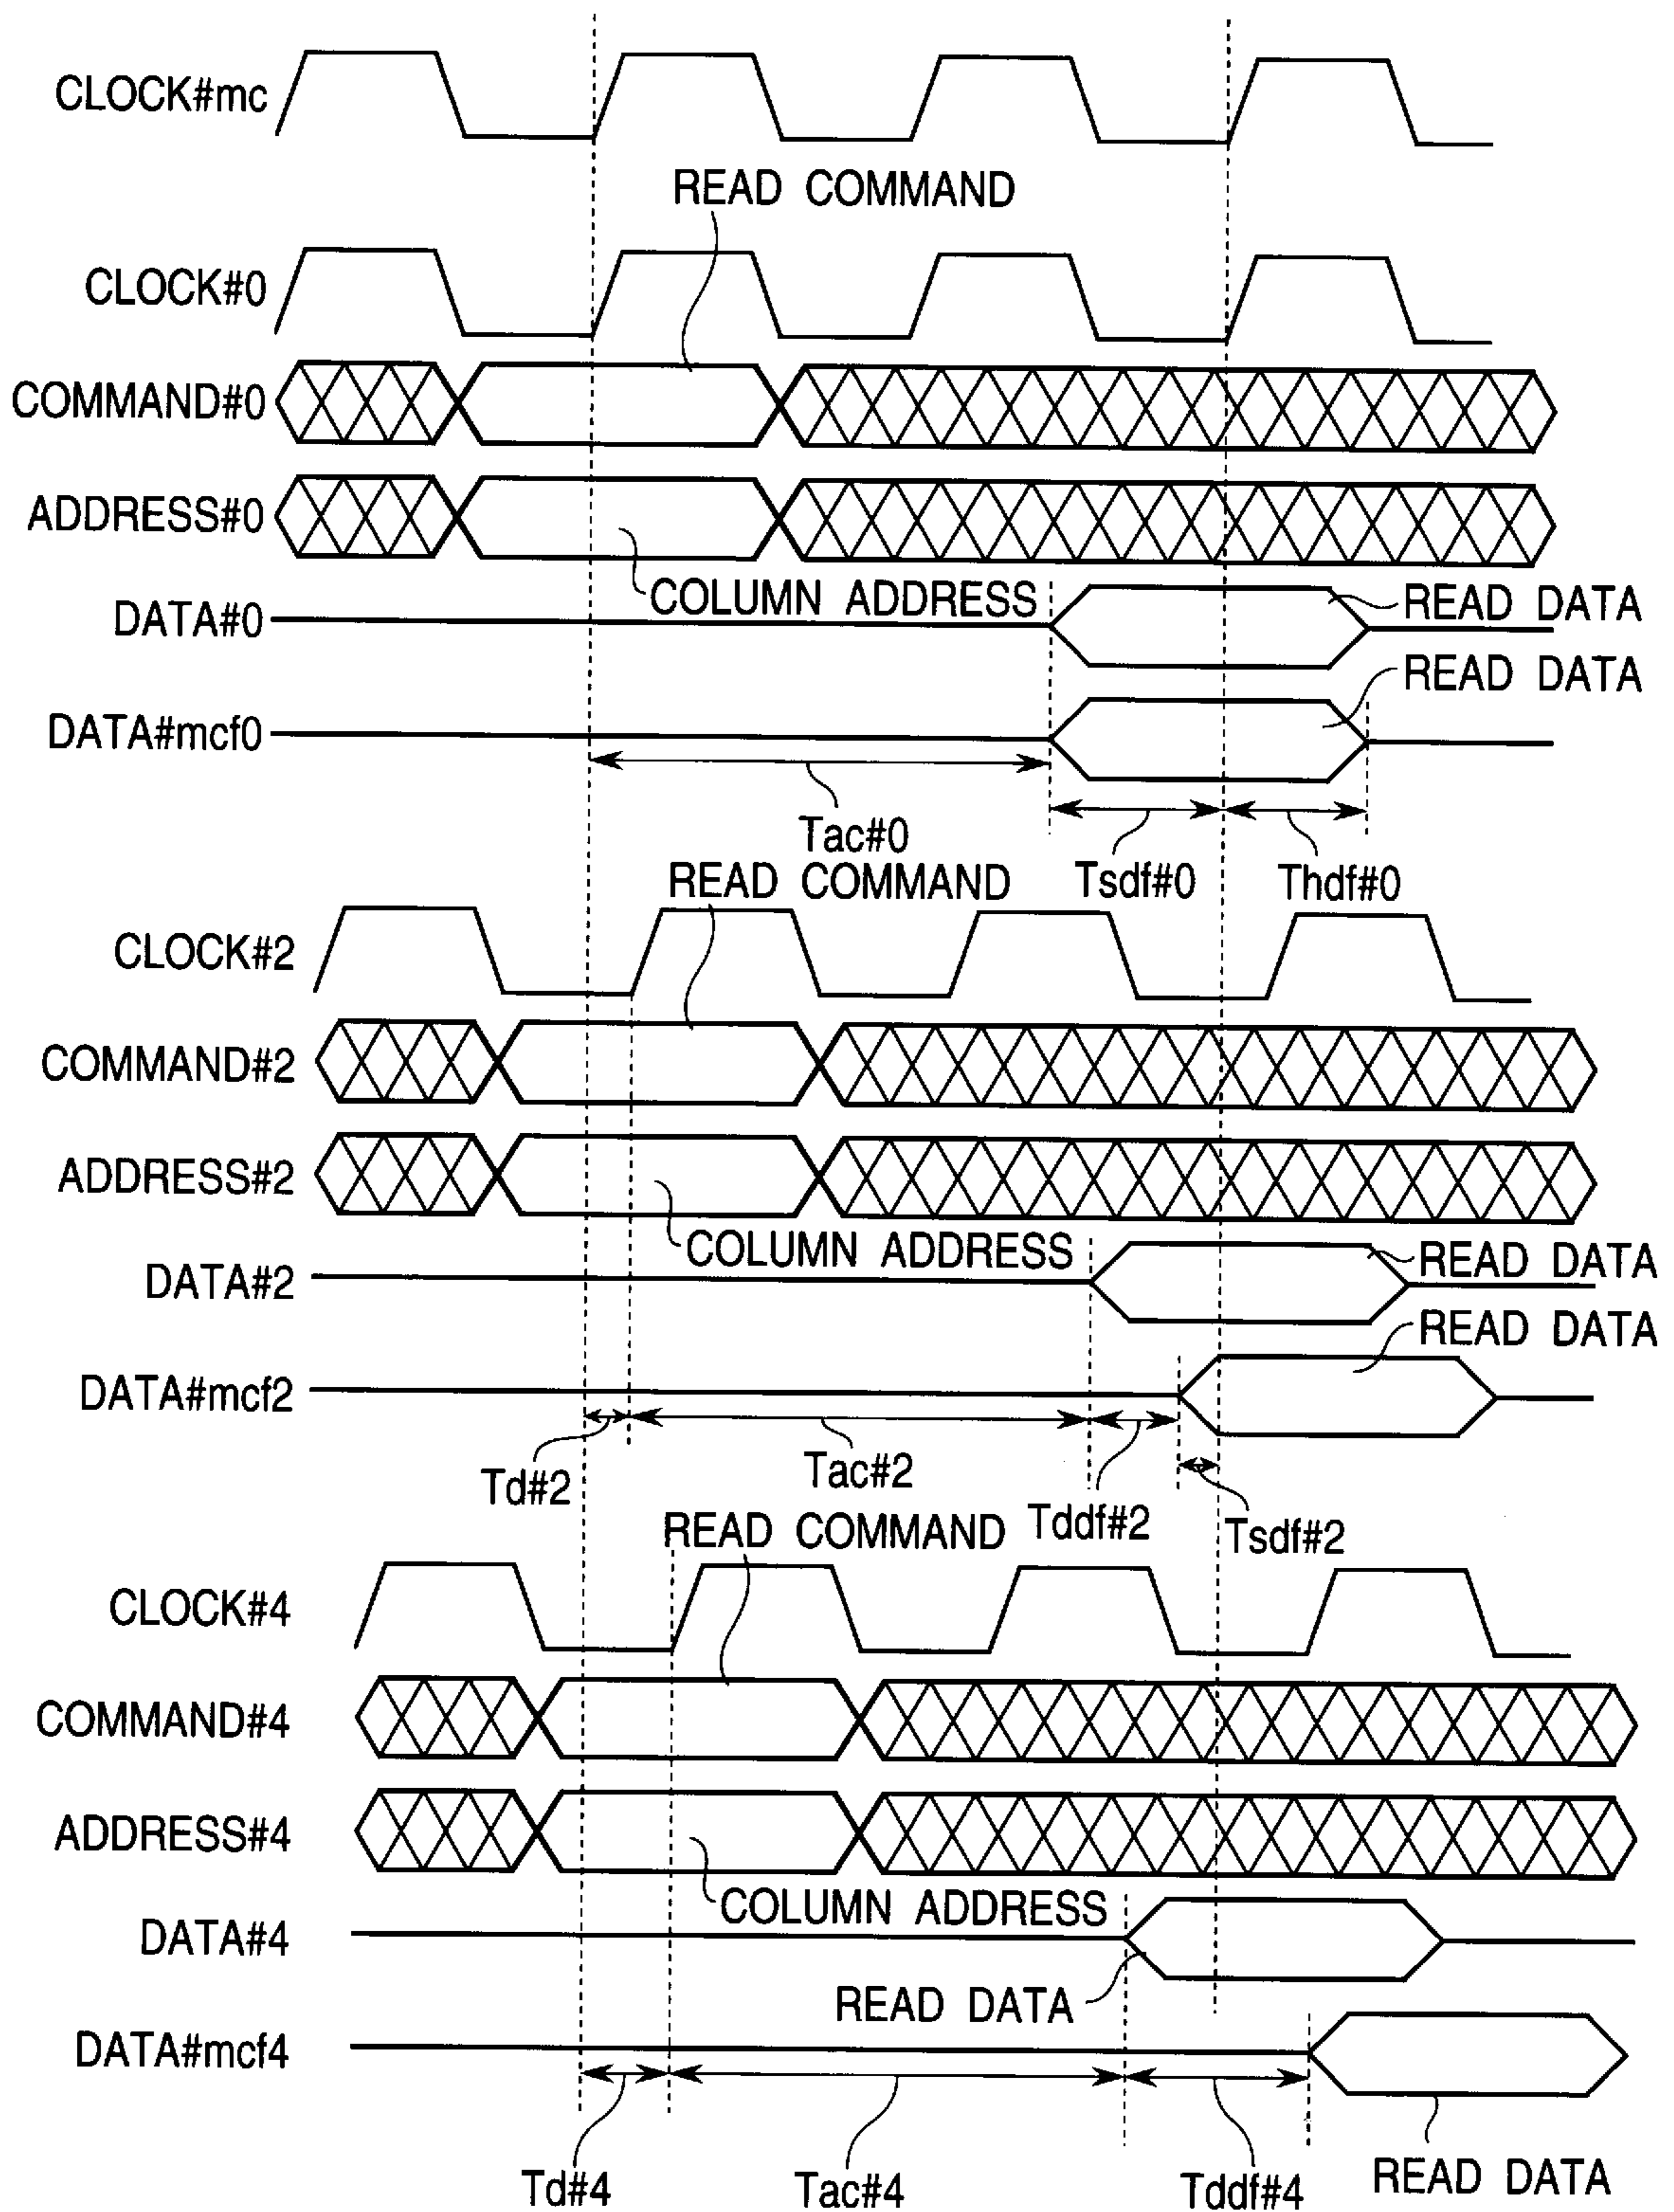 CLOCK#mc
READ COMMAND
CLOCK#0
COMMAND#0
ADDRESS#0
COLUMN ADDRESS
READ DATA
DATA#0
READ DATA
DATA#mcf0
Tac#0
Tsdf#0
Thdf#0
READ COMMAND
CLOCK#2
COMMAND#2
ADDRESS#2
COLUMN ADDRESS
READ DATA
DATA#2
READ DATA
DATA#mcf2
Td#2
Tac#2
Tddf#2
Tsdf#2
READ COMMAND
CLOCK#4
COMMAND#4
ADDRESS#4
COLUMN ADDRESS
DATA#4
READ DATA
DATA#mcf4
Td#4
Tac#4
Tddf#4
READ DATA